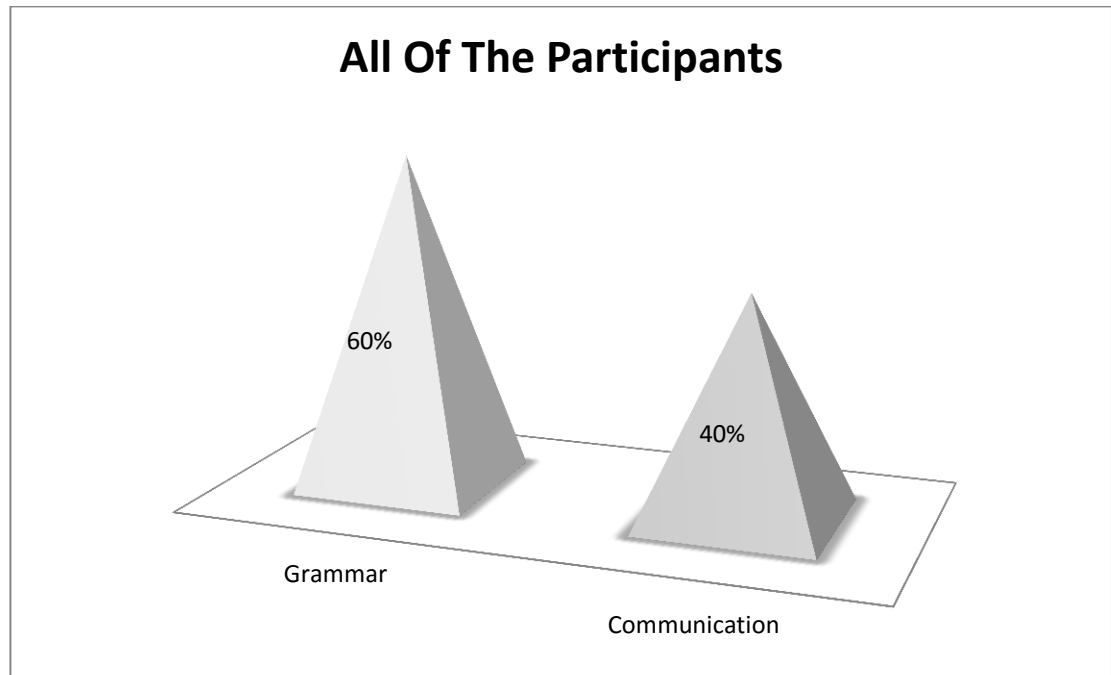 All Of The Participants
60%
40%
Grammar
Communication